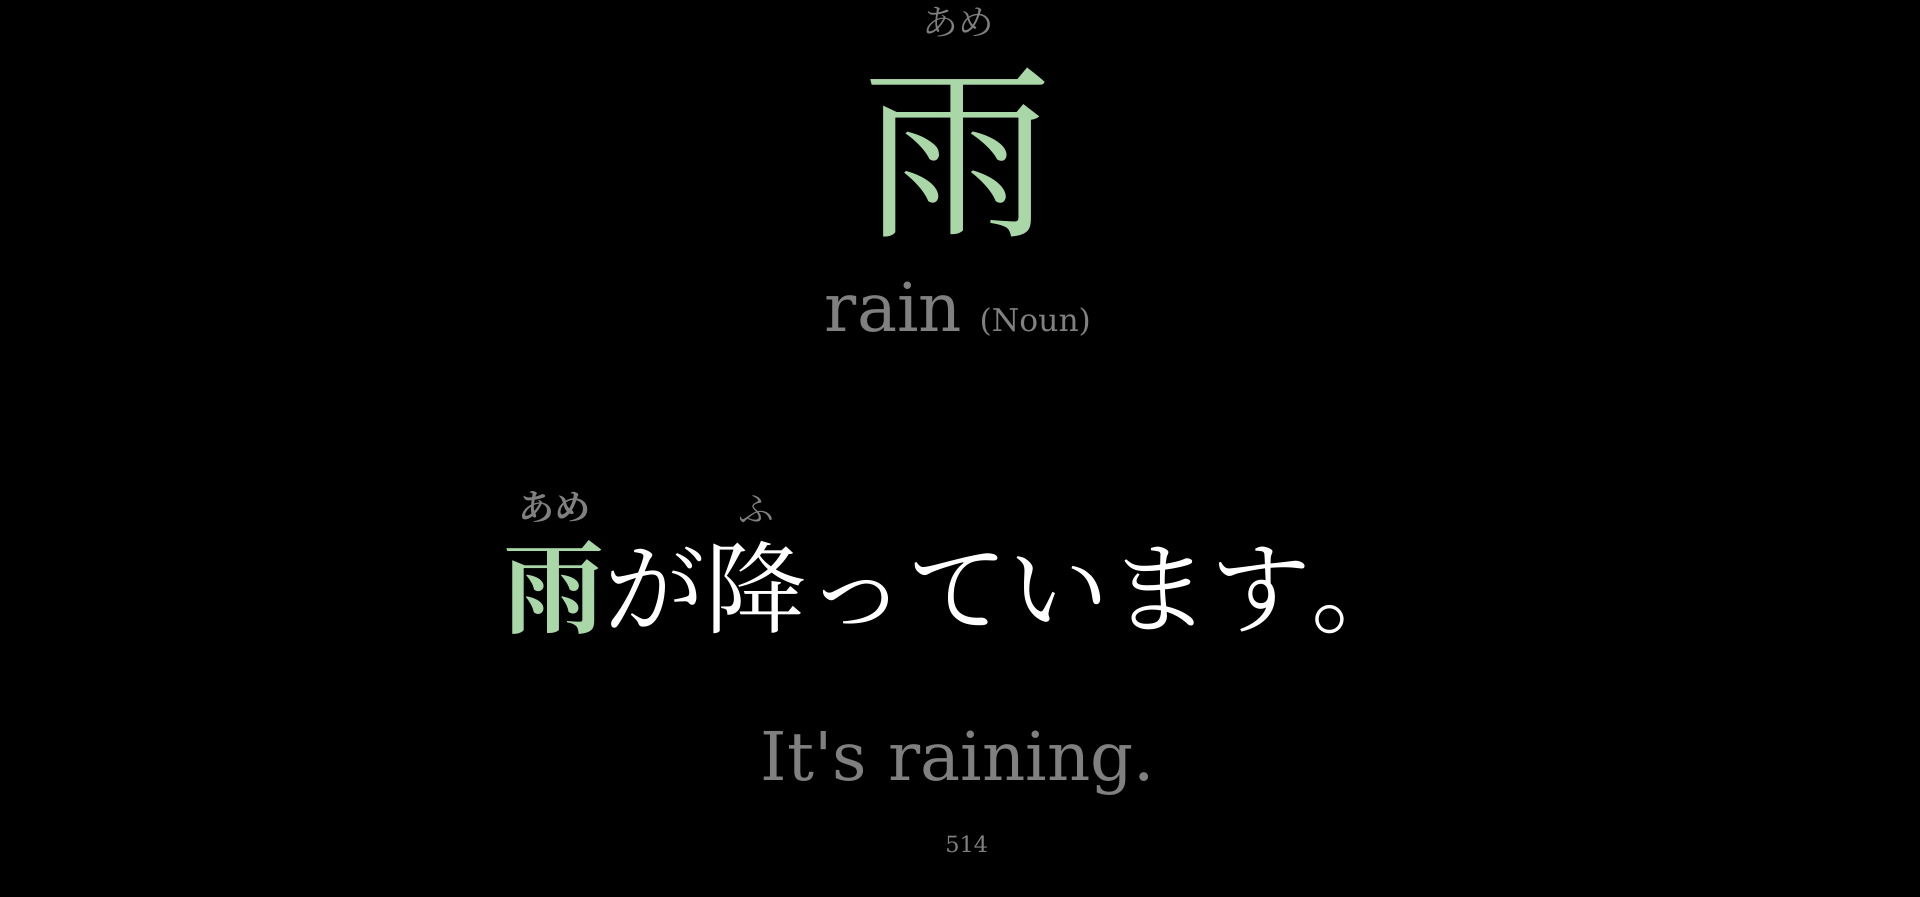 あめ
雨
rain (Noun)
あめ ふ
雨が降っています。
It's raining.
514